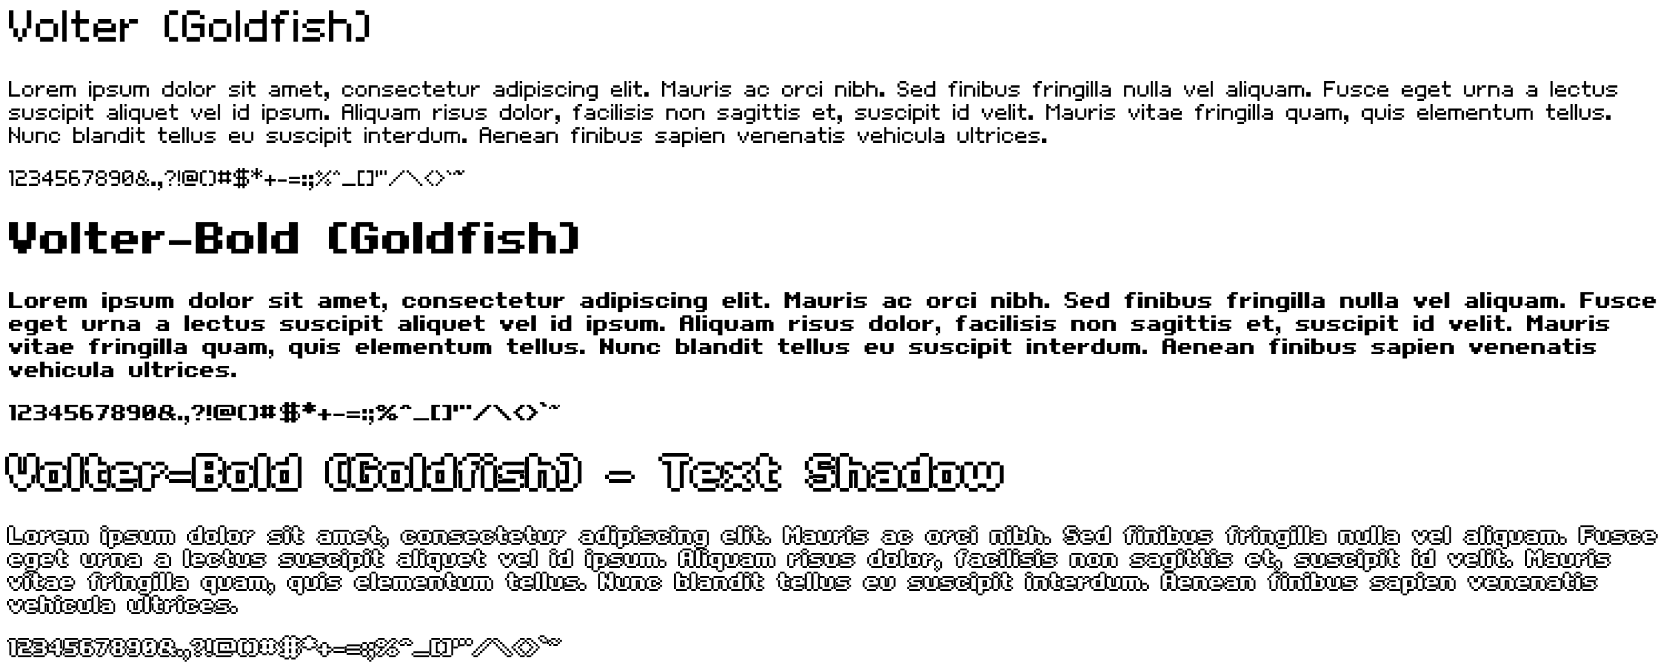 Volter (Goldfish)
Lorem ipsum dolor sit amet, consectetur adipiscing elit. Mauris ac orci nibh. Sed finibus fringilla nulla vel aliquam. Fusce eget urna a lectus
suscipit aliquet vel id ipsum. Aliquam risus dolor, facilisis non sagittis et, suscipit id velit. Mauris vitae fringilla quam, quis elementum tellus.
Nunc blandit tellus eu suscipit interdum. Aenean finibus sapien venenatis vehicula ultrices.
1234567890&.,?!@()#$*+-=:;%^_[]'"/\<>`~
Volter-Bold (Goldfish)
Lorem ipsum dolor sit amet, consectetur adipiscing elit. Mauris ac orci nibh. Sed finibus fringilla nulla vel aliquam. Fusce
eget urna a lectus suscipit aliquet vel id ipsum. Aliquam risus dolor, facilisis non sagittis et, suscipit id velit. Mauris
vitae fringilla quam, quis elementum tellus. Nunc blandit tellus eu suscipit interdum. Aenean finibus sapien venenatis
vehicula ultrices.
1234567890&.,?!@()#$*+-=:;%^_[]'"/\<>`~
Volter-Bold (Goldfish) - Text Shadow
Lorem ipsum dolor sit amet, consectetur adipiscing elit. Mauris ac orci nibh. Sed finibus fringilla nulla vel aliquam. Fusce
eget urna a lectus suscipit aliquet vel id ipsum. Aliquam risus dolor, facilisis non sagittis et, suscipit id velit. Mauris
vitae fringilla quam, quis elementum tellus. Nunc blandit tellus eu suscipit interdum. Aenean finibus sapien venenatis
vehicula ultrices.
1234567890&.,?!@()#$*+-=:;%^_[]'"/\<>`~